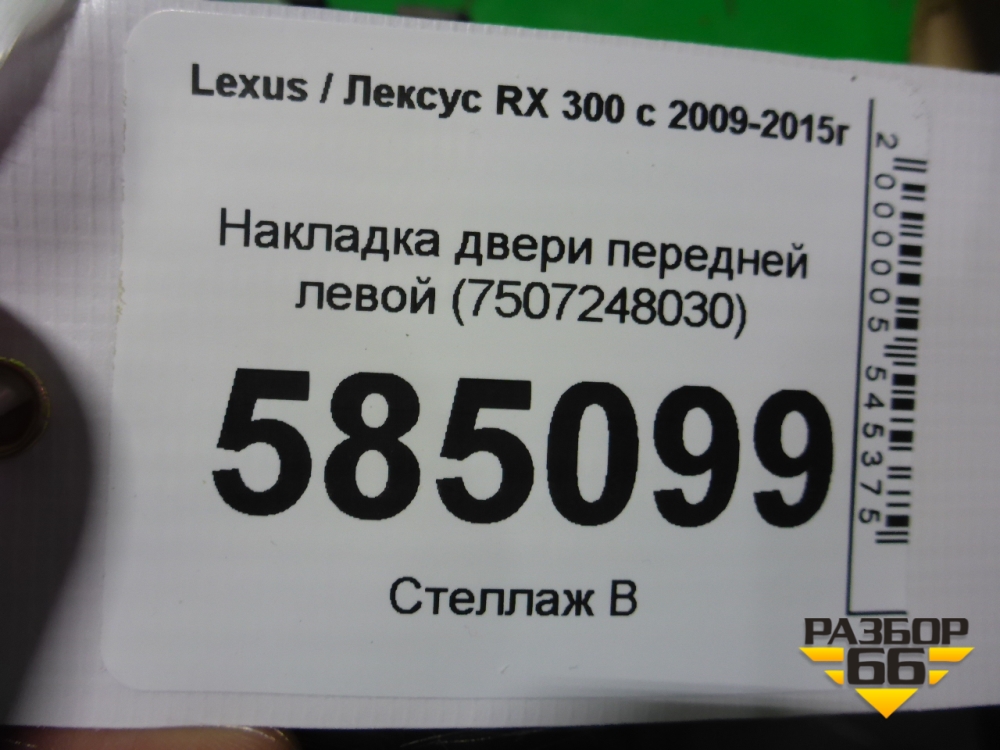 Lexus / Лексус RX 300 с 2009-2015г
Накладка двери передней
левой (7507248030)
585099
Стеллаж В
2000005545375
РАЗБОР
66